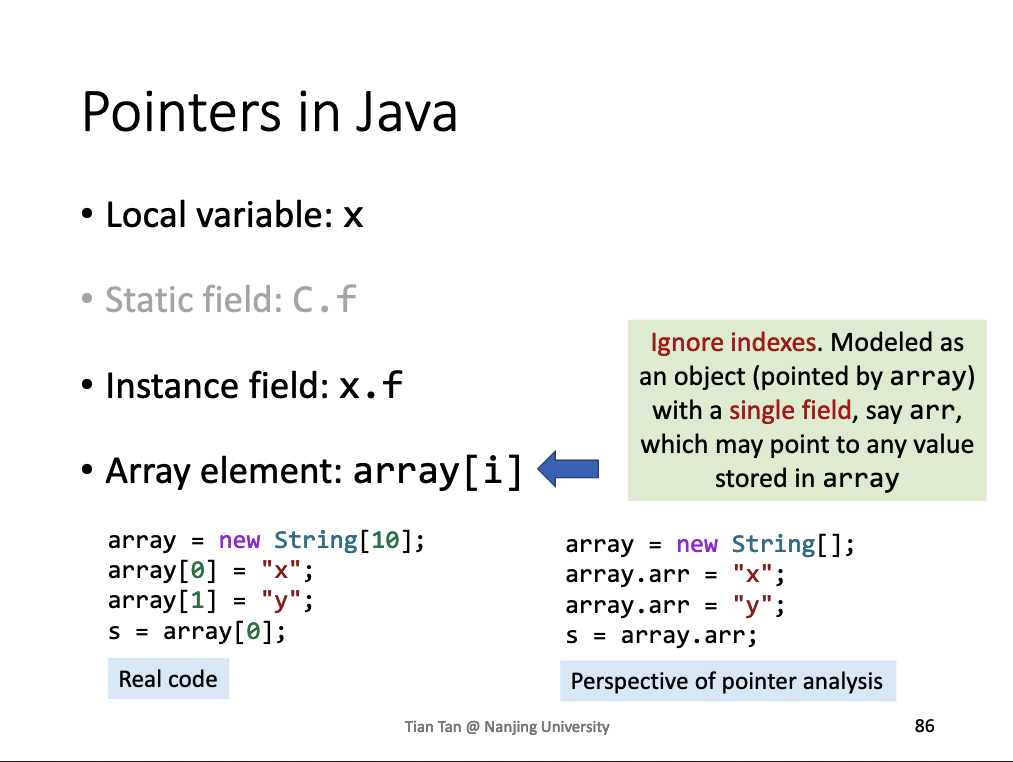 Pointers in Java
• Local variable: x
• Static field: C.f
• Instance field: x.f
• Array element: array[i]
Ignore indexes. Modeled as
an object (pointed by array)
with a single field, say arr,
which may point to any value
stored in array
array = new String[10];
array[0] = "x";
array[1] = "y";
s = array[0];
Real code
array = new String[];
array.arr = "x";
array.arr = "y";
s = array.arr;
Perspective of pointer analysis
Tian Tan @ Nanjing University
86